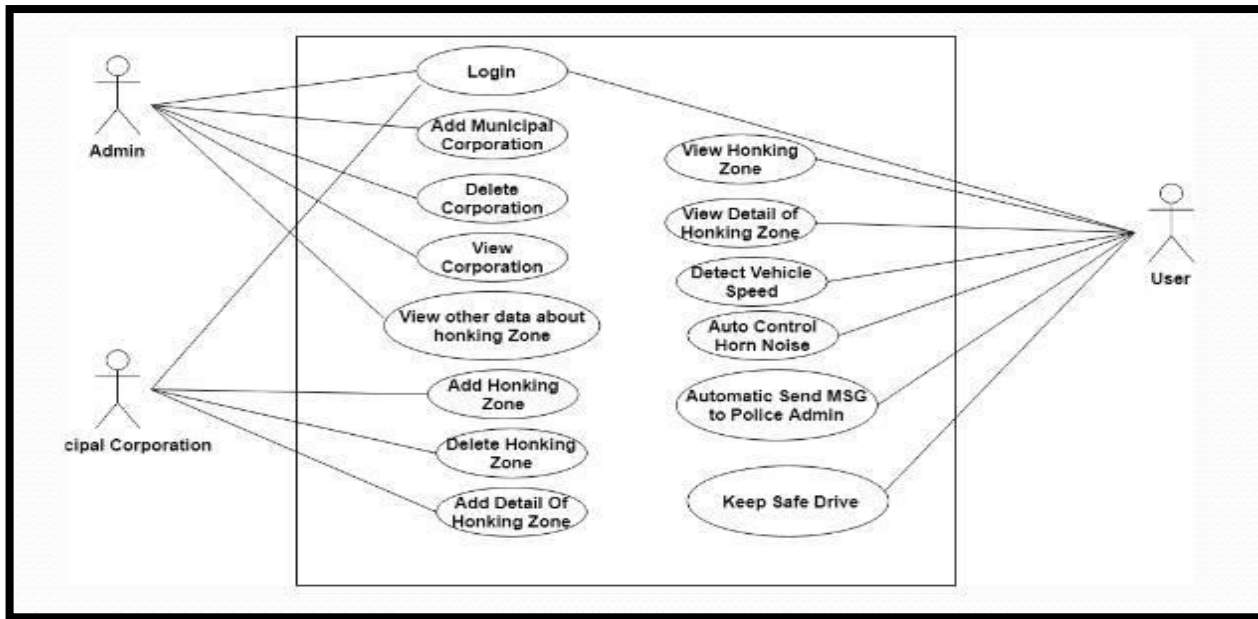 Admin
cipal Corporation
Login
Add Municipal
Corporation
Delete
Corporation
View
Corporation
View other data about
honking Zone
Add Honking
Zone
Delete Honking
Zone
Add Detail Of
Honking Zone
View Honking
Zone
View Detail of
Honking Zone
Detect Vehicle
Speed
Auto Control
Horn Noise
Automatic Send MSG
to Police Admin
Keep Safe Drive
User